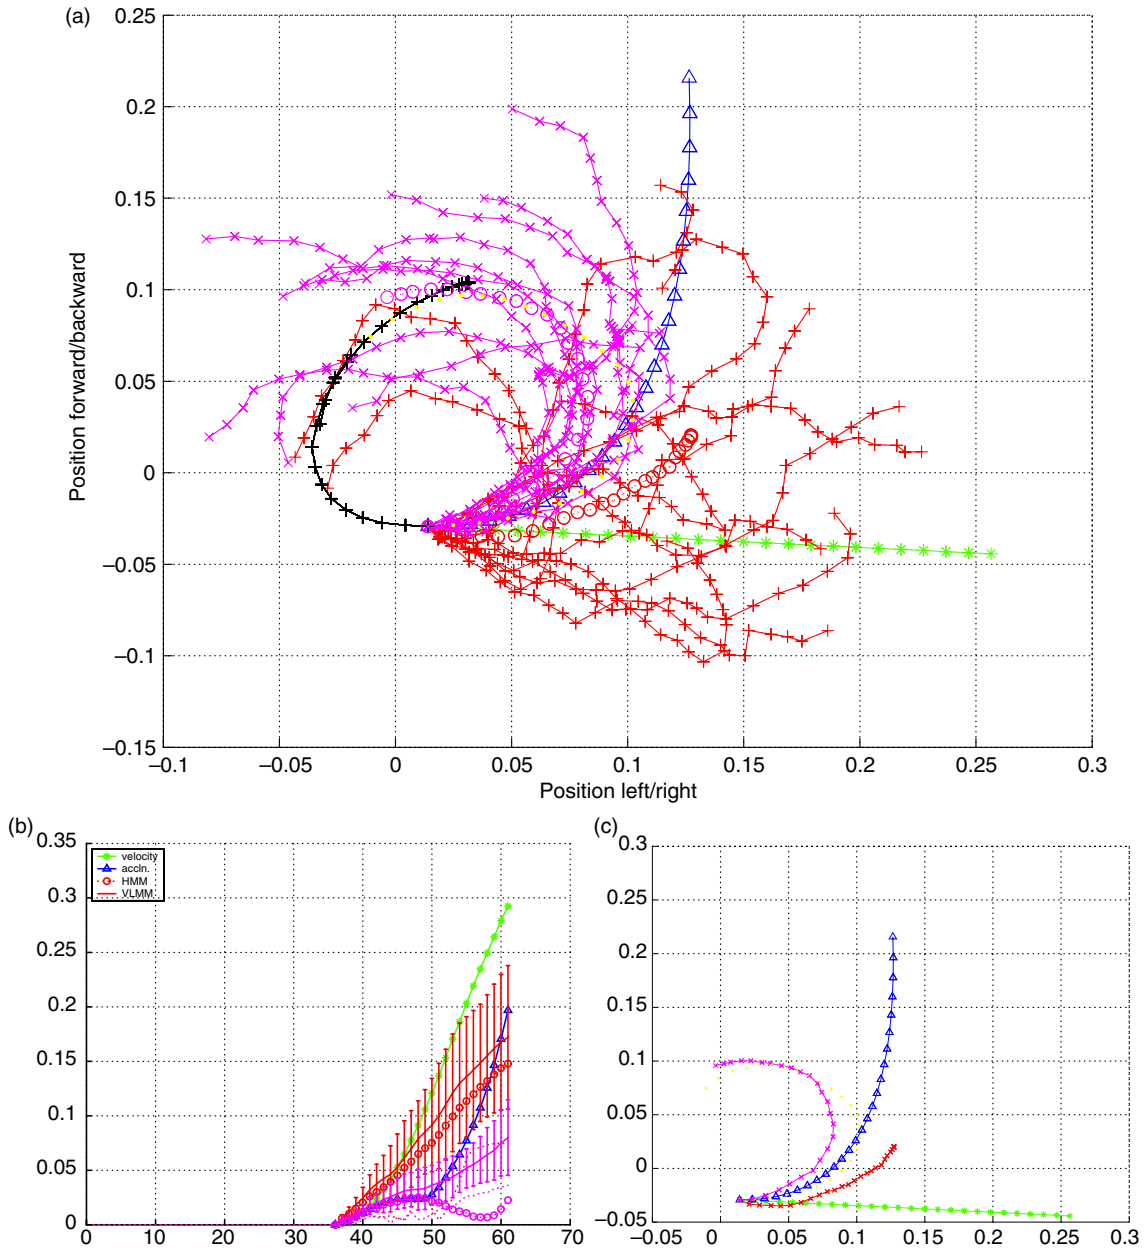 (a)
0.25
0.2
0.15
0.1
0.05
0
−0.05
−0.1
−0.15
Position forward/backward
−0.1 −0.05 0 0.05 0.1 0.15 0.2 0.25 0.3
Position left/right
(b)
0.35
0.3
0.25
0.2
0.15
0.1
0.05
0
velocity
accln.
HMM
VLMM
0 10 20 30 40 50 60 70
(c)
0.3
0.25
0.2
0.15
0.1
0.05
0
−0.05
−0.05 0 0.05 0.1 0.15 0.2 0.25 0.3